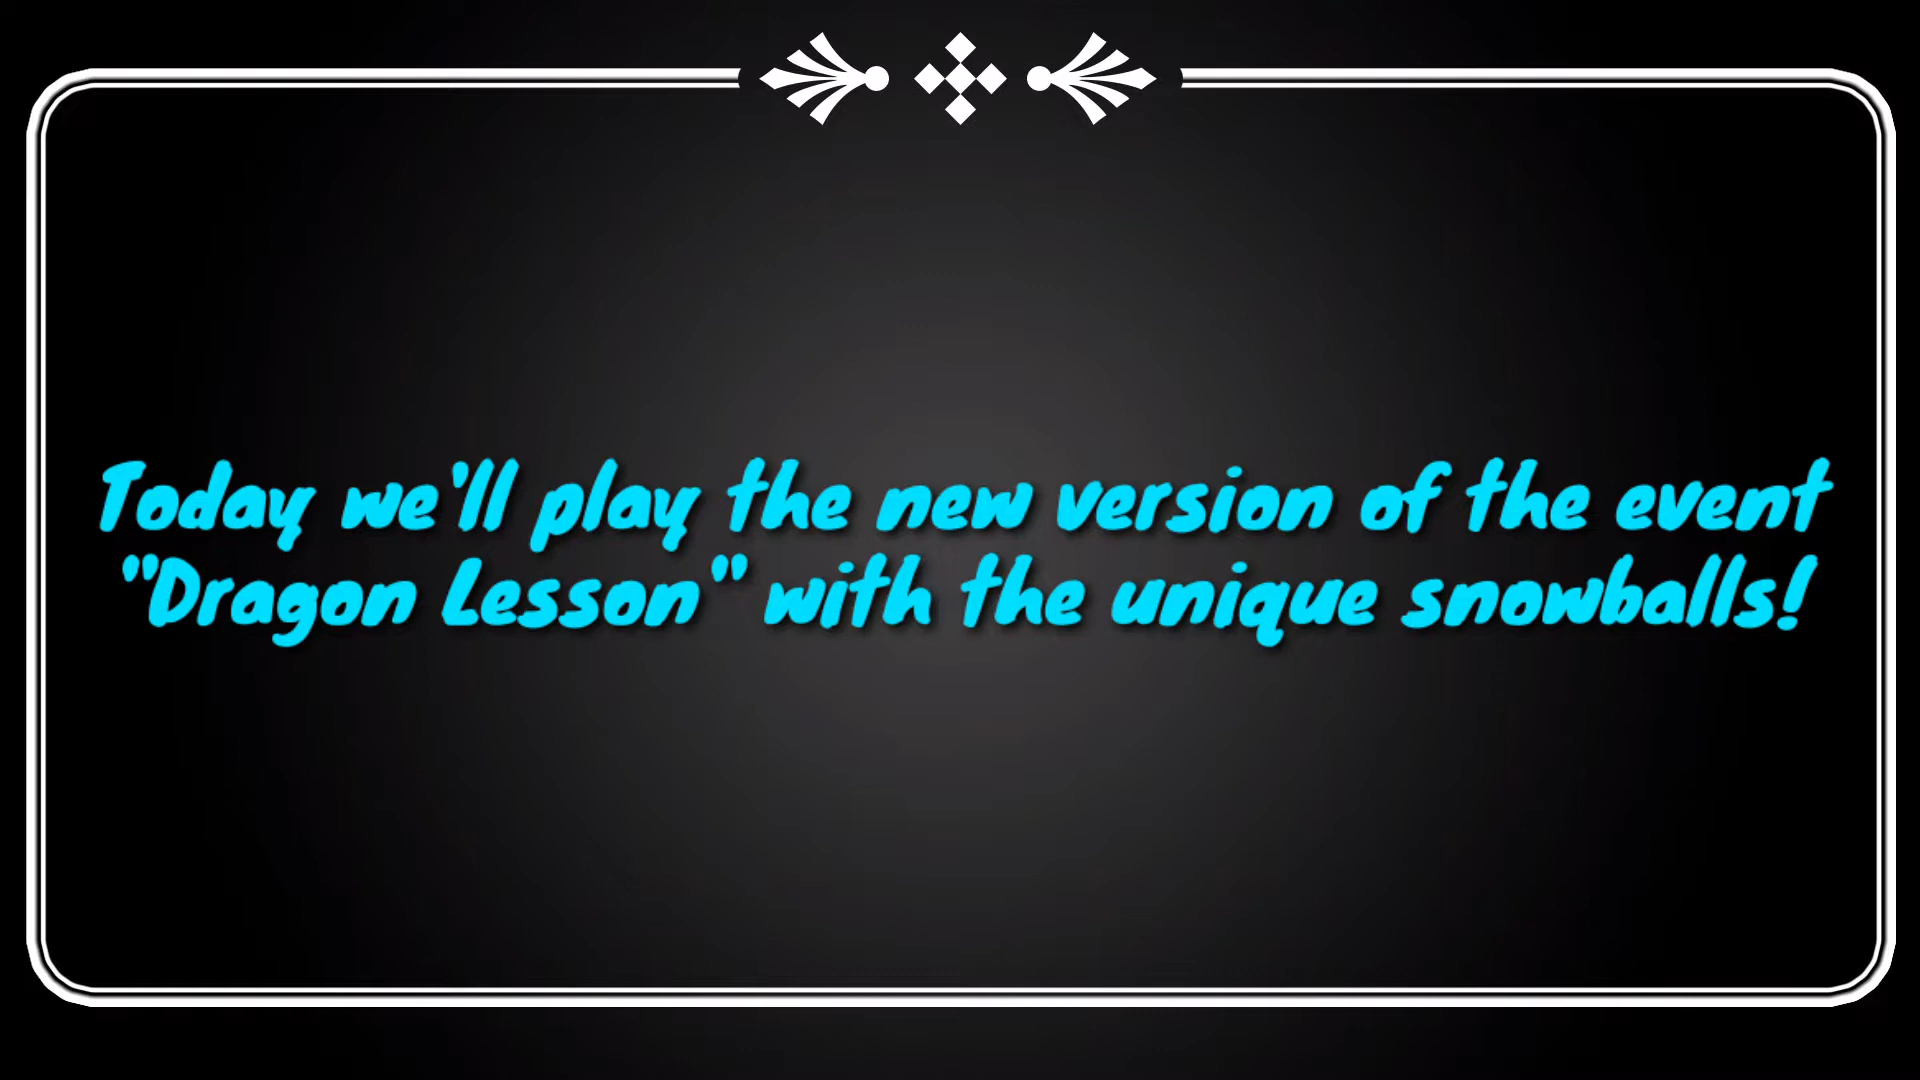 Today we'll play the new version of the event
"Dragon Lesson" with the unique snowballs!